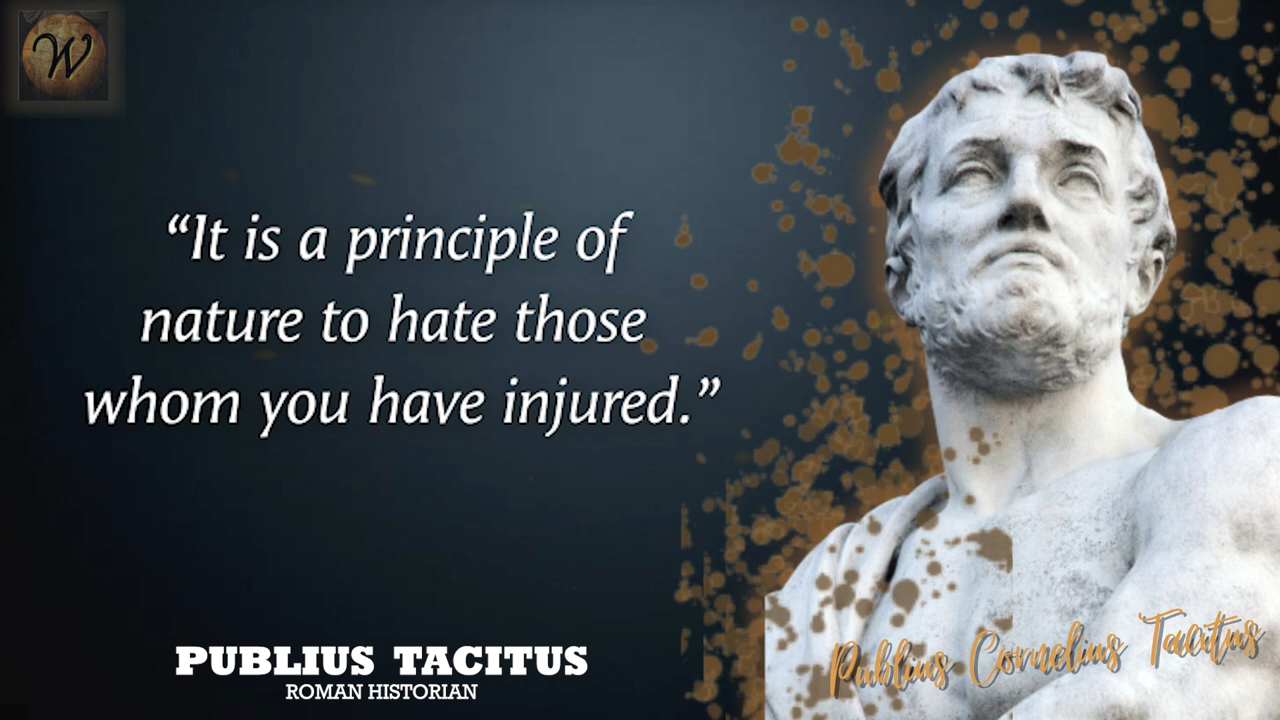 W
“It is a principle of
nature to hate those
whom you have injured.”
PUBLIUS TACITUS
ROMAN HISTORIAN
Publius Cornelius Tacitus